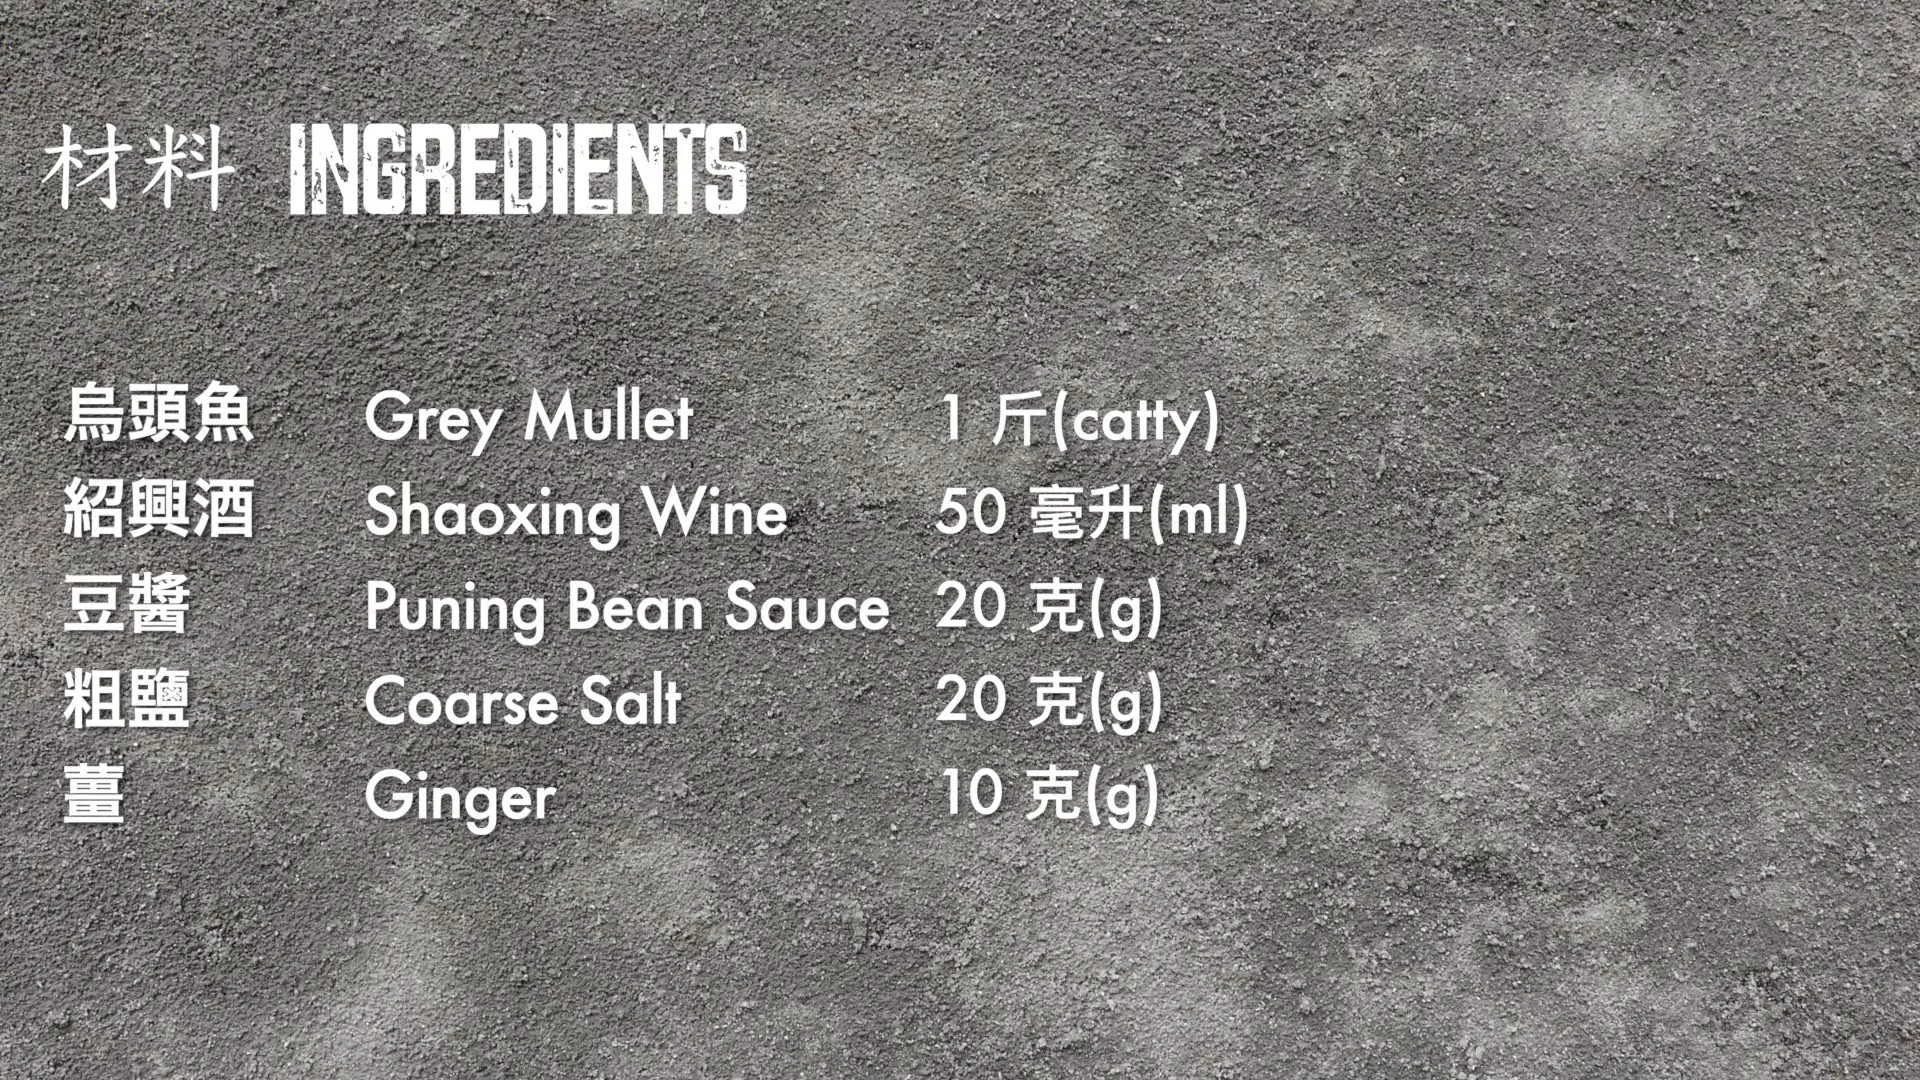 材料 INGREDIENTS
烏頭魚 Grey Mullet 1 斤(catty)
紹興酒 Shaoxing Wine 50 毫升(ml)
豆醬 Puning Bean Sauce 20 克(g)
粗鹽 Coarse Salt 20 克(g)
薑 Ginger 10 克(g)